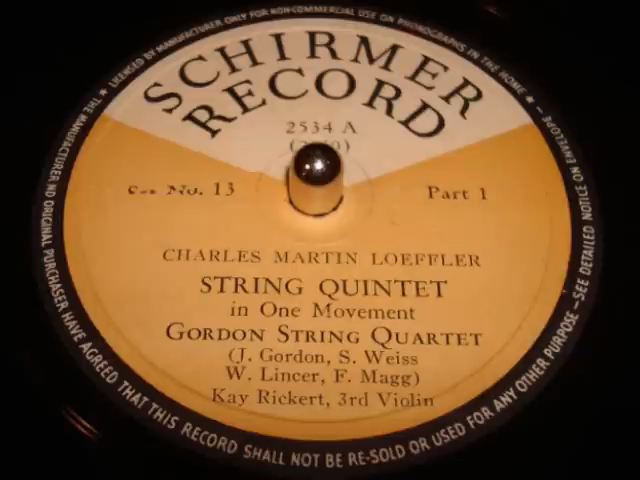 SCHIRMER
RECORD
2534 A
No. 13
Part 1
CHARLES MARTIN LOEFFLER
STRING QUINTET
in One Movement
GORDON STRING QUARTET
(J. Gordon, S. Weiss
W. Lincer, F. Magg)
Kay Rickert, 3rd Violin
★ LICENSED BY MANUFACTURER ONLY FOR NON-COMMERCIAL USE ON PHONOGRAPHS IN THE HOME ★
THE MANUFACTURER AND ORIGINAL PURCHASER HAVE AGREED THAT THIS RECORD SHALL NOT BE RE-SOLD OR USED FOR ANY OTHER PURPOSE—SEE DETAILED NOTICE ON ENVELOPE